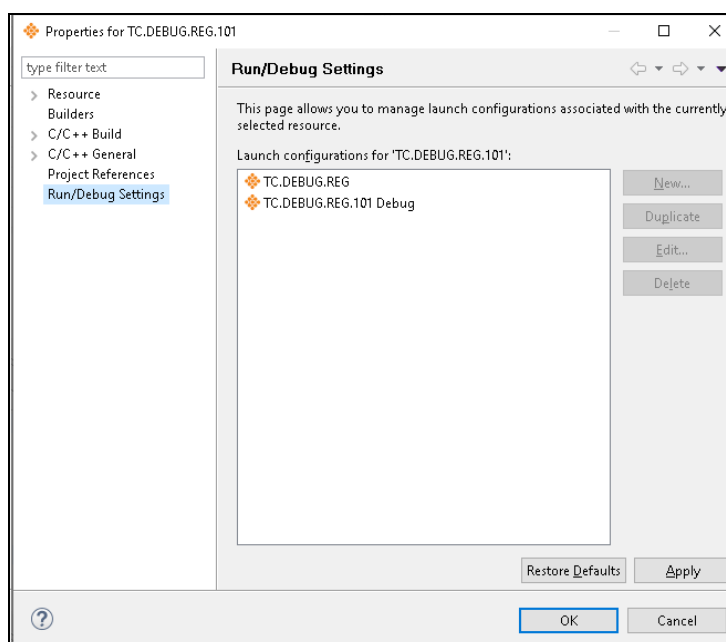 Properties for TC.DEBUG.REG.101
type filter text
Resource
Builders
C/C++ Build
C/C++ General
Project References
Run/Debug Settings
Run/Debug Settings
This page allows you to manage launch configurations associated with the currently
selected resource.
Launch configurations for 'TC.DEBUG.REG.101':
TC.DEBUG.REG
TC.DEBUG.REG.101 Debug
New...
Duplicate
Edit...
Delete
Restore Defaults
Apply
?
OK
Cancel